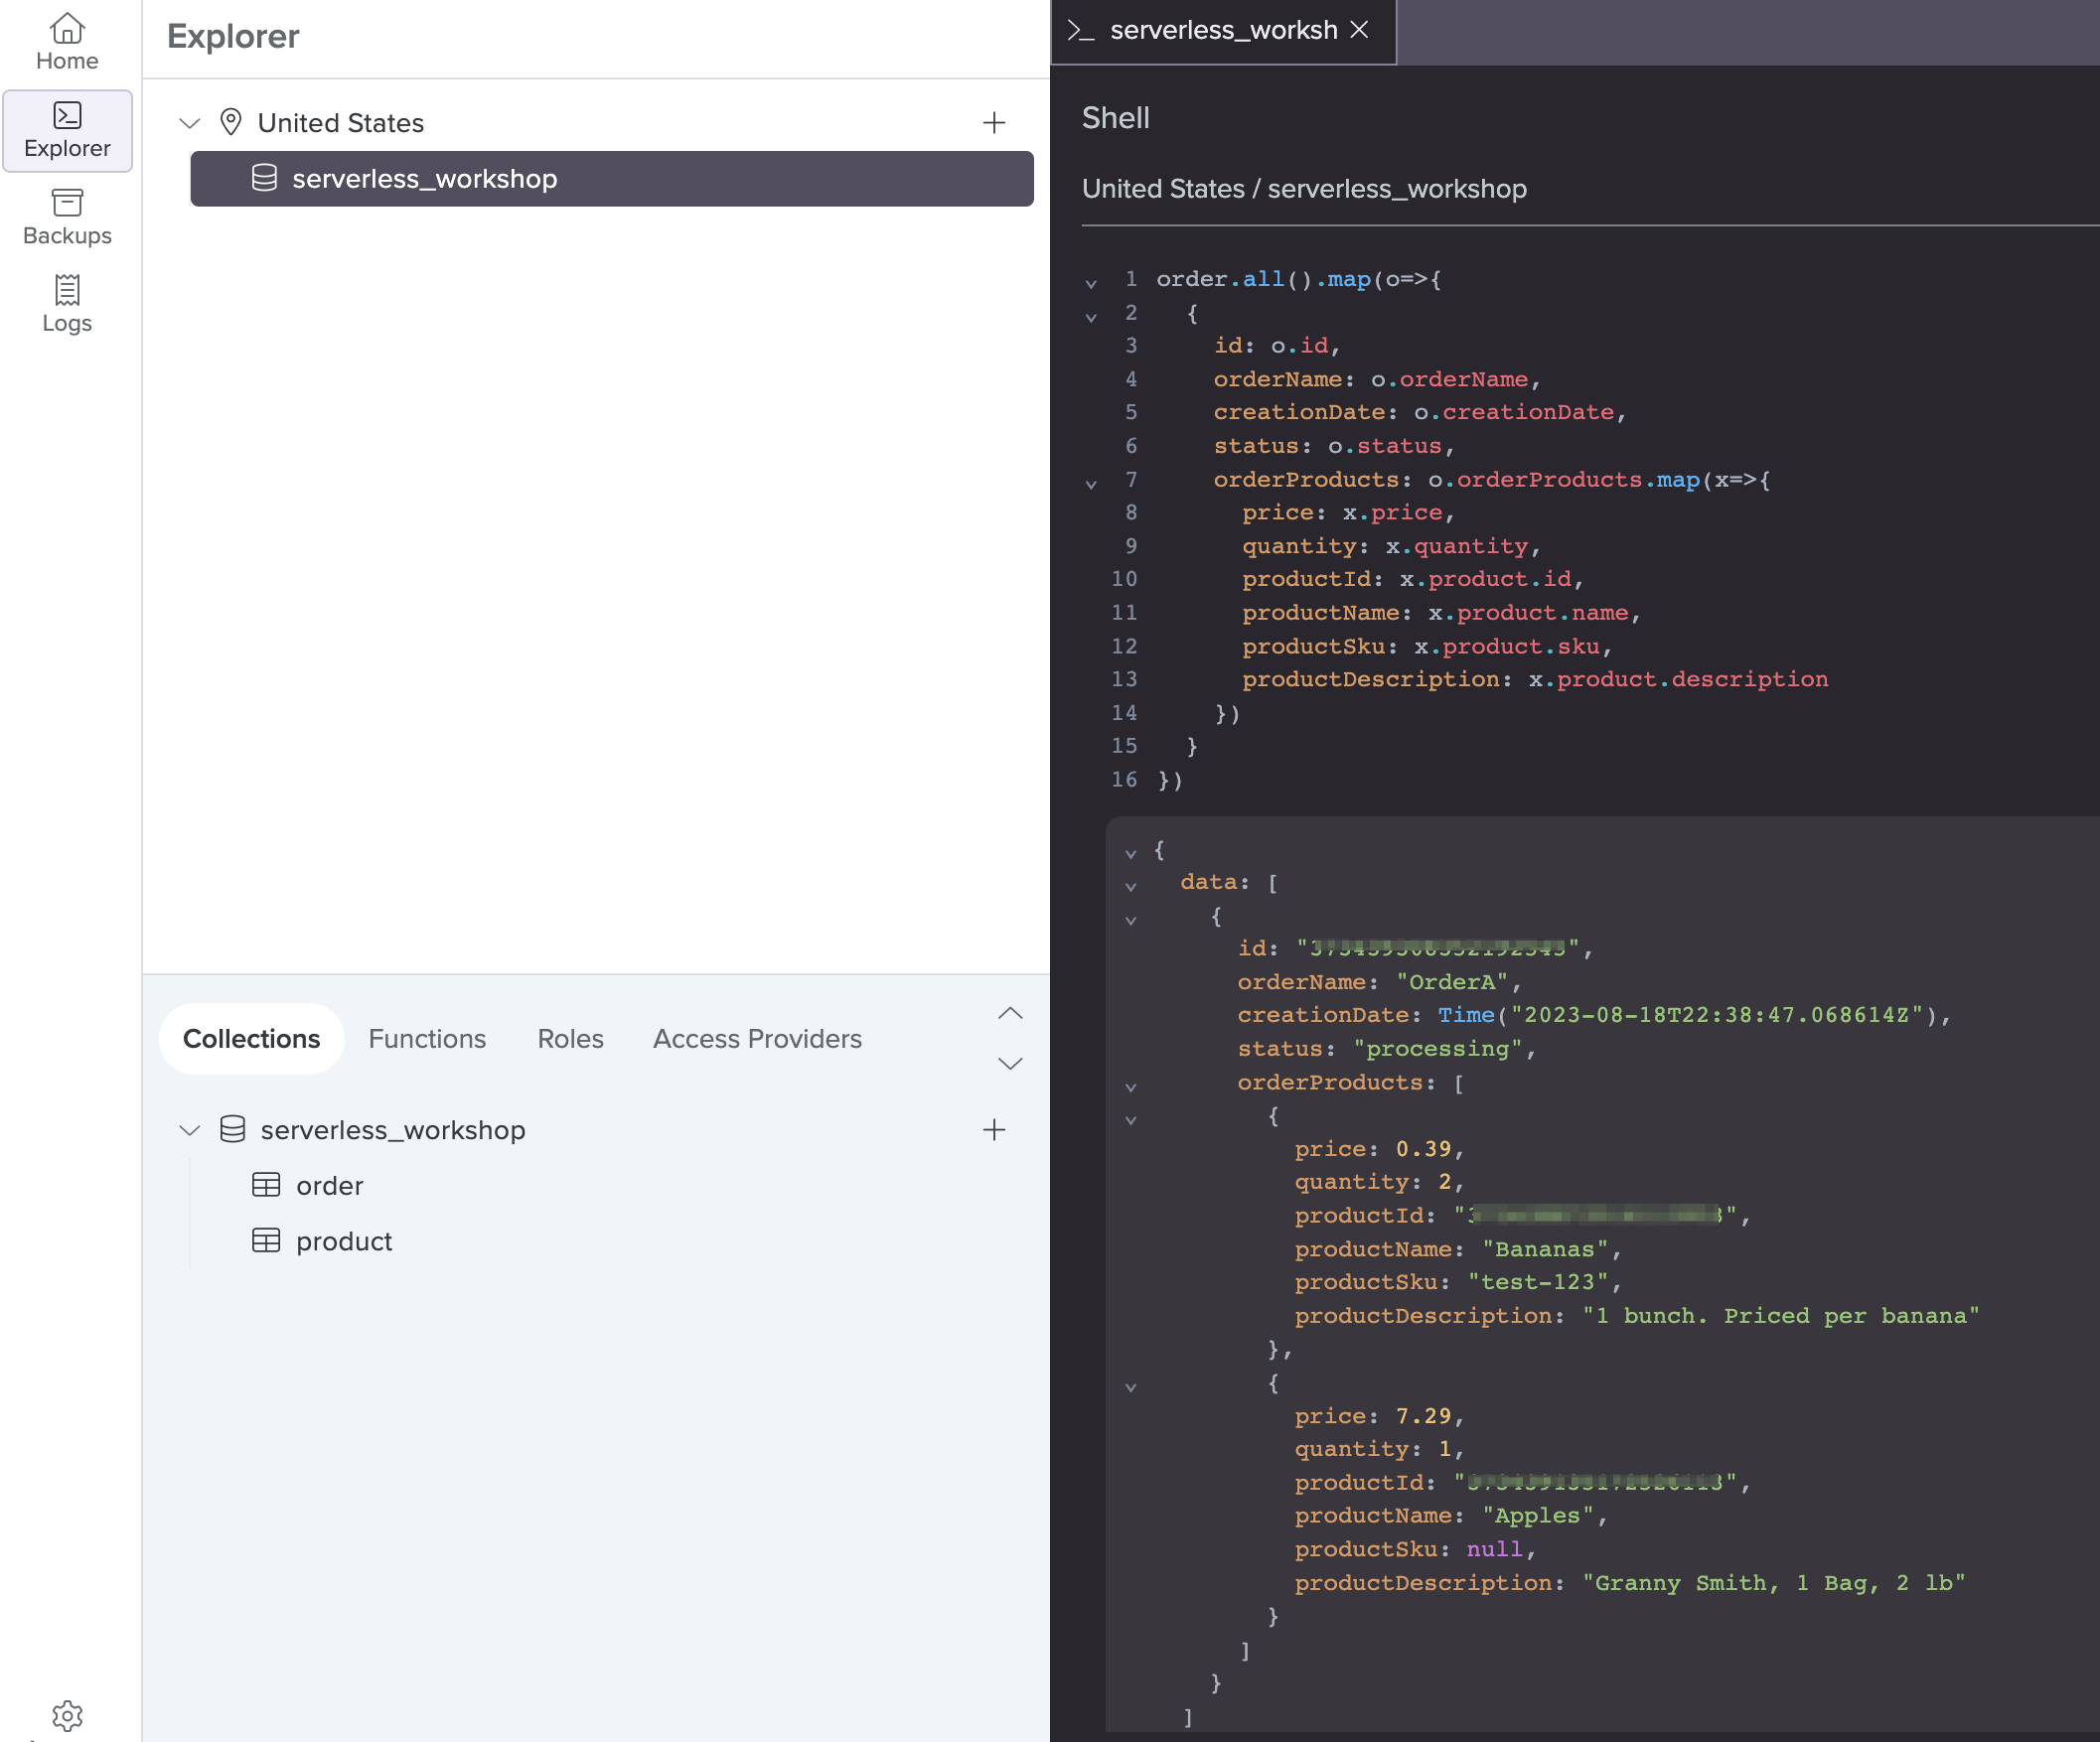 Home
Explorer
Backups
Logs
Explorer
United States
serverless_workshop
Collections
Functions
Roles
Access Providers
serverless_workshop
order
product
serverless_worksh
Shell
United States / serverless_workshop
1 order.all().map(o=>{
2 {
3 id: o.id,
4 orderName: o.orderName,
5 creationDate: o.creationDate,
6 status: o.status,
7 orderProducts: o.orderProducts.map(x=>{
8 price: x.price,
9 quantity: x.quantity,
10 productId: x.product.id,
11 productName: x.product.name,
12 productSku: x.product.sku,
13 productDescription: x.product.description
14 })
15 }
16 })
{
data: [
{
id: "",
orderName: "OrderA",
creationDate: Time("2023-08-18T22:38:47.068614Z"),
status: "processing",
orderProducts: [
{
price: 0.39,
quantity: 2,
productId: "",
productName: "Bananas",
productSku: "test-123",
productDescription: "1 bunch. Priced per banana"
},
{
price: 7.29,
quantity: 1,
productId: "",
productName: "Apples",
productSku: null,
productDescription: "Granny Smith, 1 Bag, 2 lb"
}
]
}
]